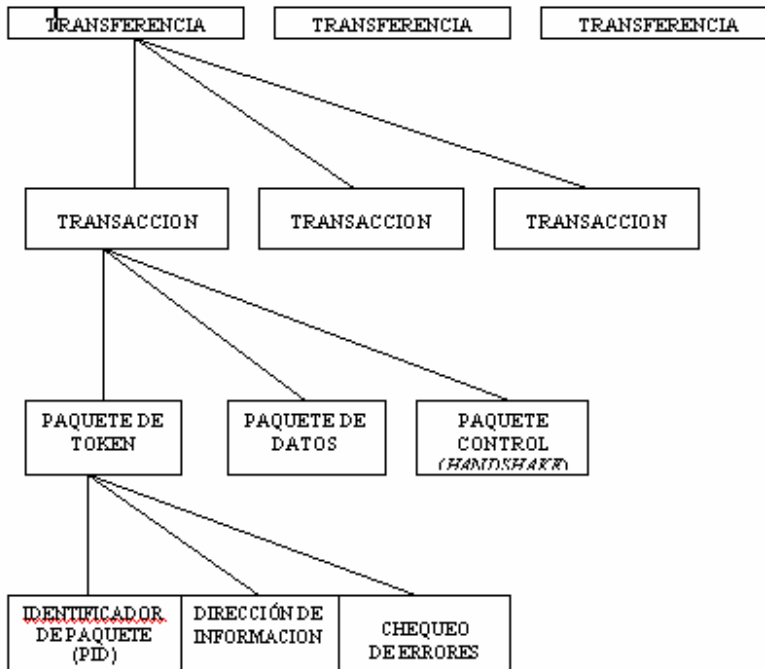 TRANSFERENCIA
TRANSFERENCIA
TRANSFERENCIA
TRANSACCION
TRANSACCION
TRANSACCION
PAQUETE DE
TOKEN
PAQUETE DE
DATOS
PAQUETE
CONTROL
(HANDSHAKE)
IDENTIFICADOR
DE PAQUETE
(PID)
DIRECCIÓN DE
INFORMACION
CHEQUEO
DE ERRORES